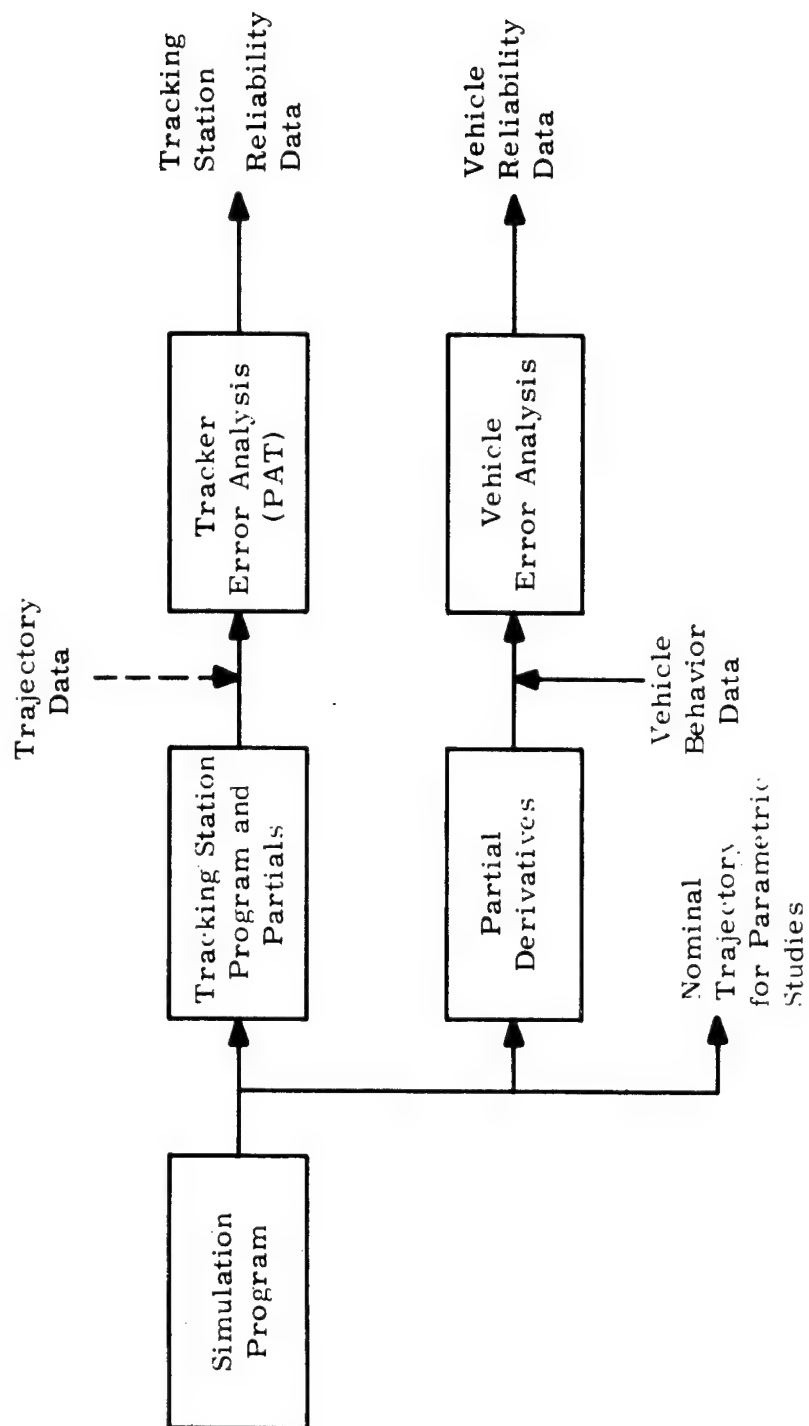 Simulation
Program
Tracking Station
Program and
Partials
Trajectory
Data
Tracker
Error Analysis
(PAT)
Tracking
Station
Reliability
Data
Partial
Derivatives
Vehicle
Behavior
Data
Vehicle
Error Analysis
Vehicle
Reliability
Data
Nominal
Trajectory
for Parametric
Studies